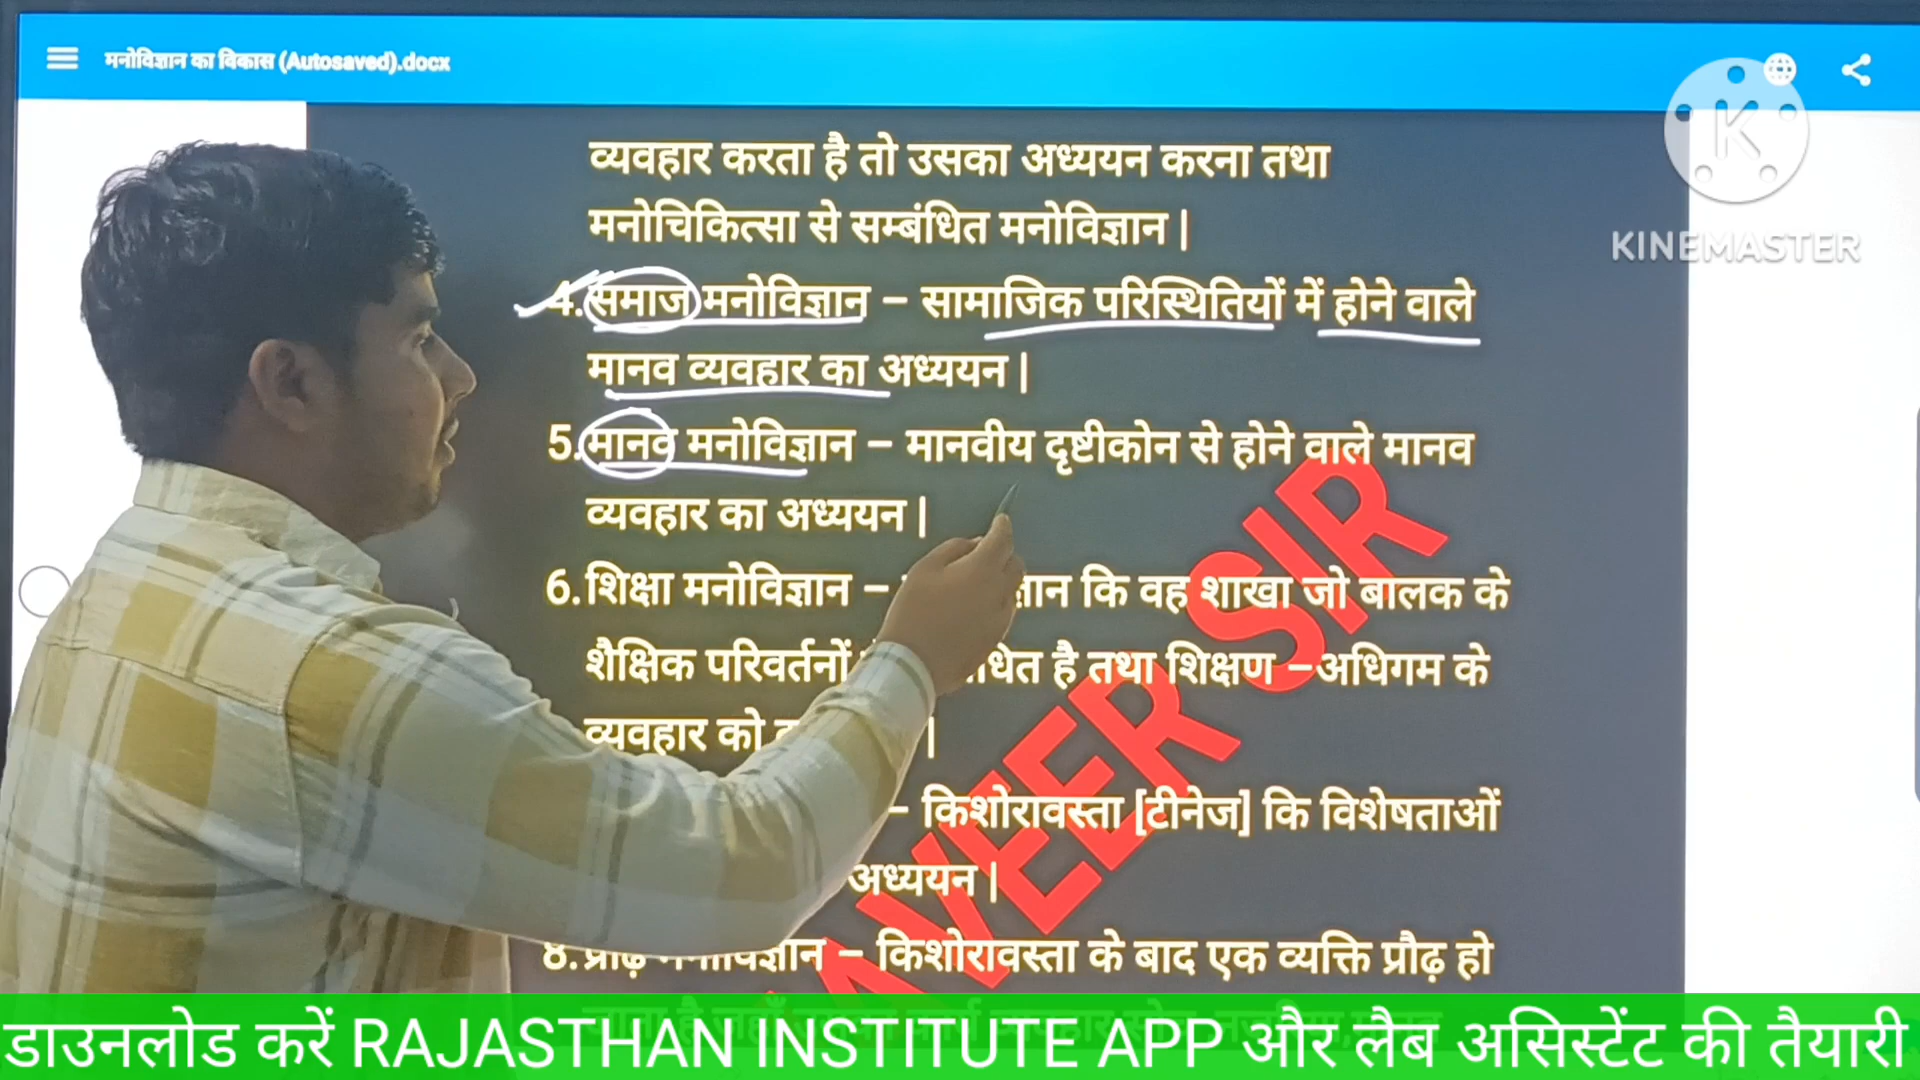 मनोविज्ञान का विकास (Autosaved).docx
K
KINEMASTER
व्यवहार करता है तो उसका अध्ययन करना तथा
मनोचिकित्सा से सम्बंधित मनोविज्ञान |
4. समाज मनोविज्ञान – सामाजिक परिस्थितियों में होने वाले
मानव व्यवहार का अध्ययन |
5. मानव मनोविज्ञान – मानवीय दृष्टीकोन से होने वाले मानव
व्यवहार का अध्ययन |
6. शिक्षा मनोविज्ञान – कि वह शाखा जो बालक के
शैक्षिक परिवर्तनों है तथा शिक्षण – अधिगम के
व्यवहार को |
– किशोरावस्ता [टीनेज] कि विशेषताओं
अध्ययन |
8. प्रौढ़ मनोविज्ञान – किशोरावस्ता के बाद एक व्यक्ति प्रौढ़ हो
SIR
डाउनलोड करें RAJASTHAN INSTITUTE APP और लैब असिस्टेंट की तैयारी